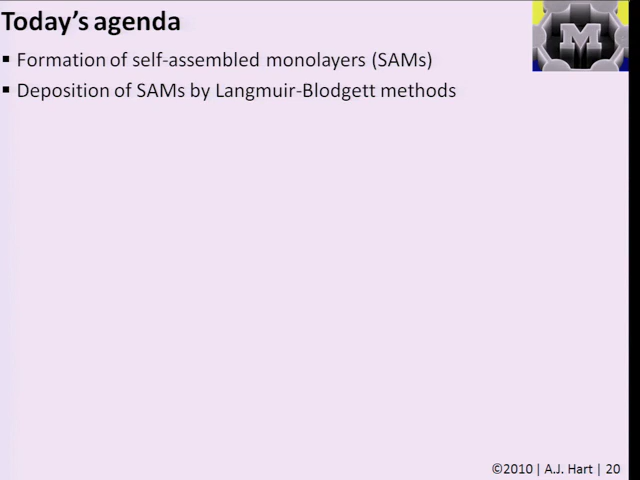 Today's agenda
▪ Formation of self-assembled monolayers (SAMs)
▪ Deposition of SAMs by Langmuir-Blodgett methods
M
©2010 | A.J. Hart | 20